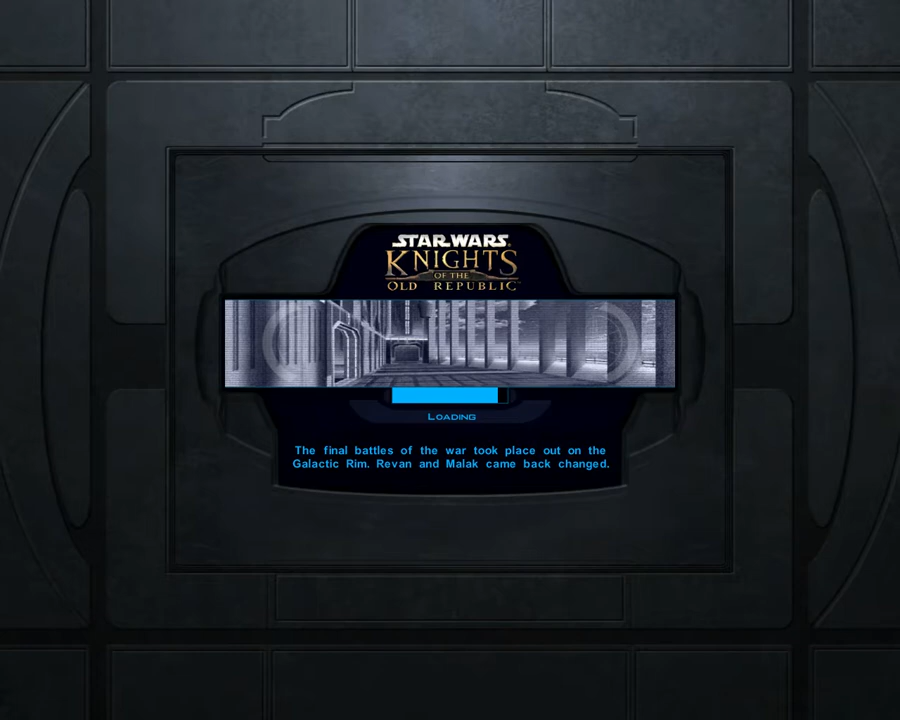 STAR WARS
KNIGHTS
OF THE
OLD REPUBLIC
LOADING
The final battles of the war took place out on the
Galactic Rim. Revan and Malak came back changed.